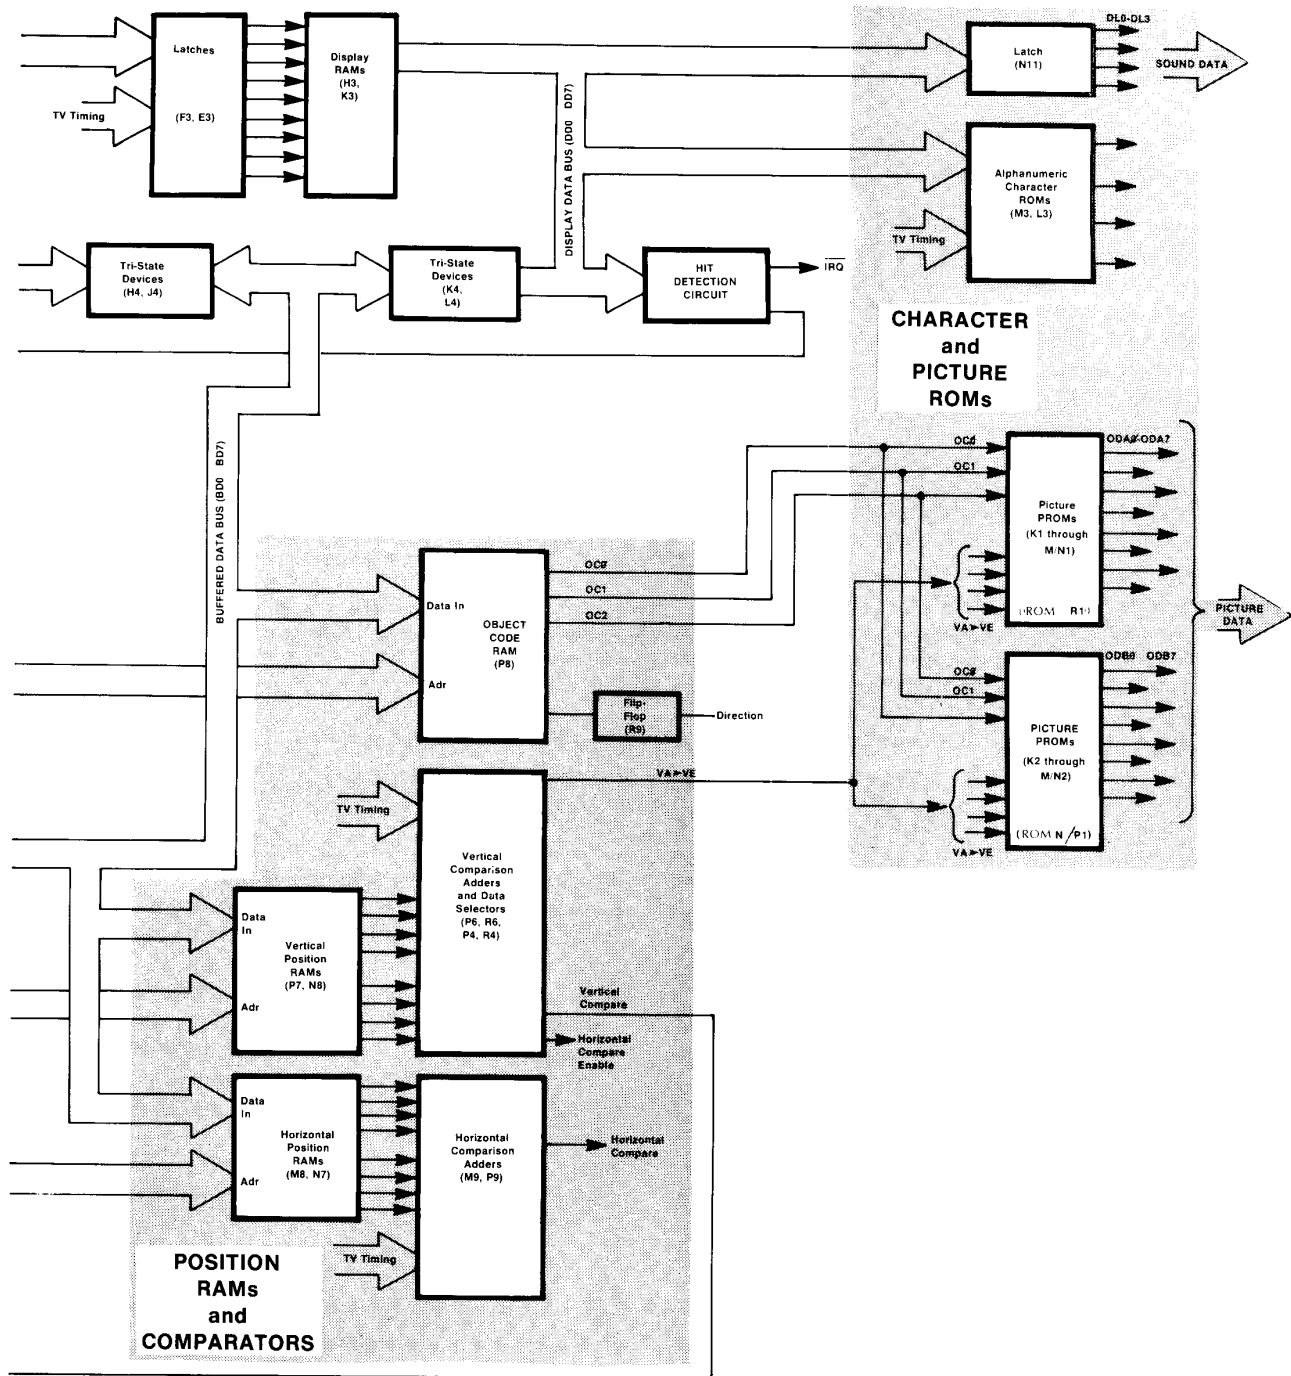 Latches
(F3, E3)
TV Timing
Display
RAMs
(H3,
K3)
DISPLAY DATA BUS (DD0 DD7)
Latch
(N11)
DL0-DL3
SOUND DATA
Alphanumeric
Character
ROMs
(M3, L3)
TV Timing
Tri-State
Devices
(H4, J4)
Tri-State
Devices
(K4,
L4)
HIT
DETECTION
CIRCUIT
IRQ
CHARACTER
and
PICTURE
ROMs
BUFFERED DATA BUS (BD0 BD7)
OC0
OC1
ODA0-ODA7
Picture
PROMs
(K1 through
M/N1)
(ROM R1)
VA►VE
PICTURE
DATA
Data In
OBJECT
CODE
RAM
(P8)
Adr
OC0
OC1
OC2
Flip-
Flop
(R9)
Direction
OC0
OC1
ODB0 ODB7
PICTURE
PROMs
(K2 through
M/N2)
(ROM N/P1)
VA►VE
VA►VE
TV Timing
Vertical
Comparison
Adders
and Data
Selectors
(P6, R6,
P4, R4)
Data
In
Vertical
Position
RAMs
(P7, N8)
Adr
Vertical
Compare
Horizontal
Compare
Enable
Data
In
Horizontal
Position
RAMs
(M8, N7)
Adr
Horizontal
Comparison
Adders
(M9, P9)
Horizontal
Compare
TV Timing
POSITION
RAMs
and
COMPARATORS